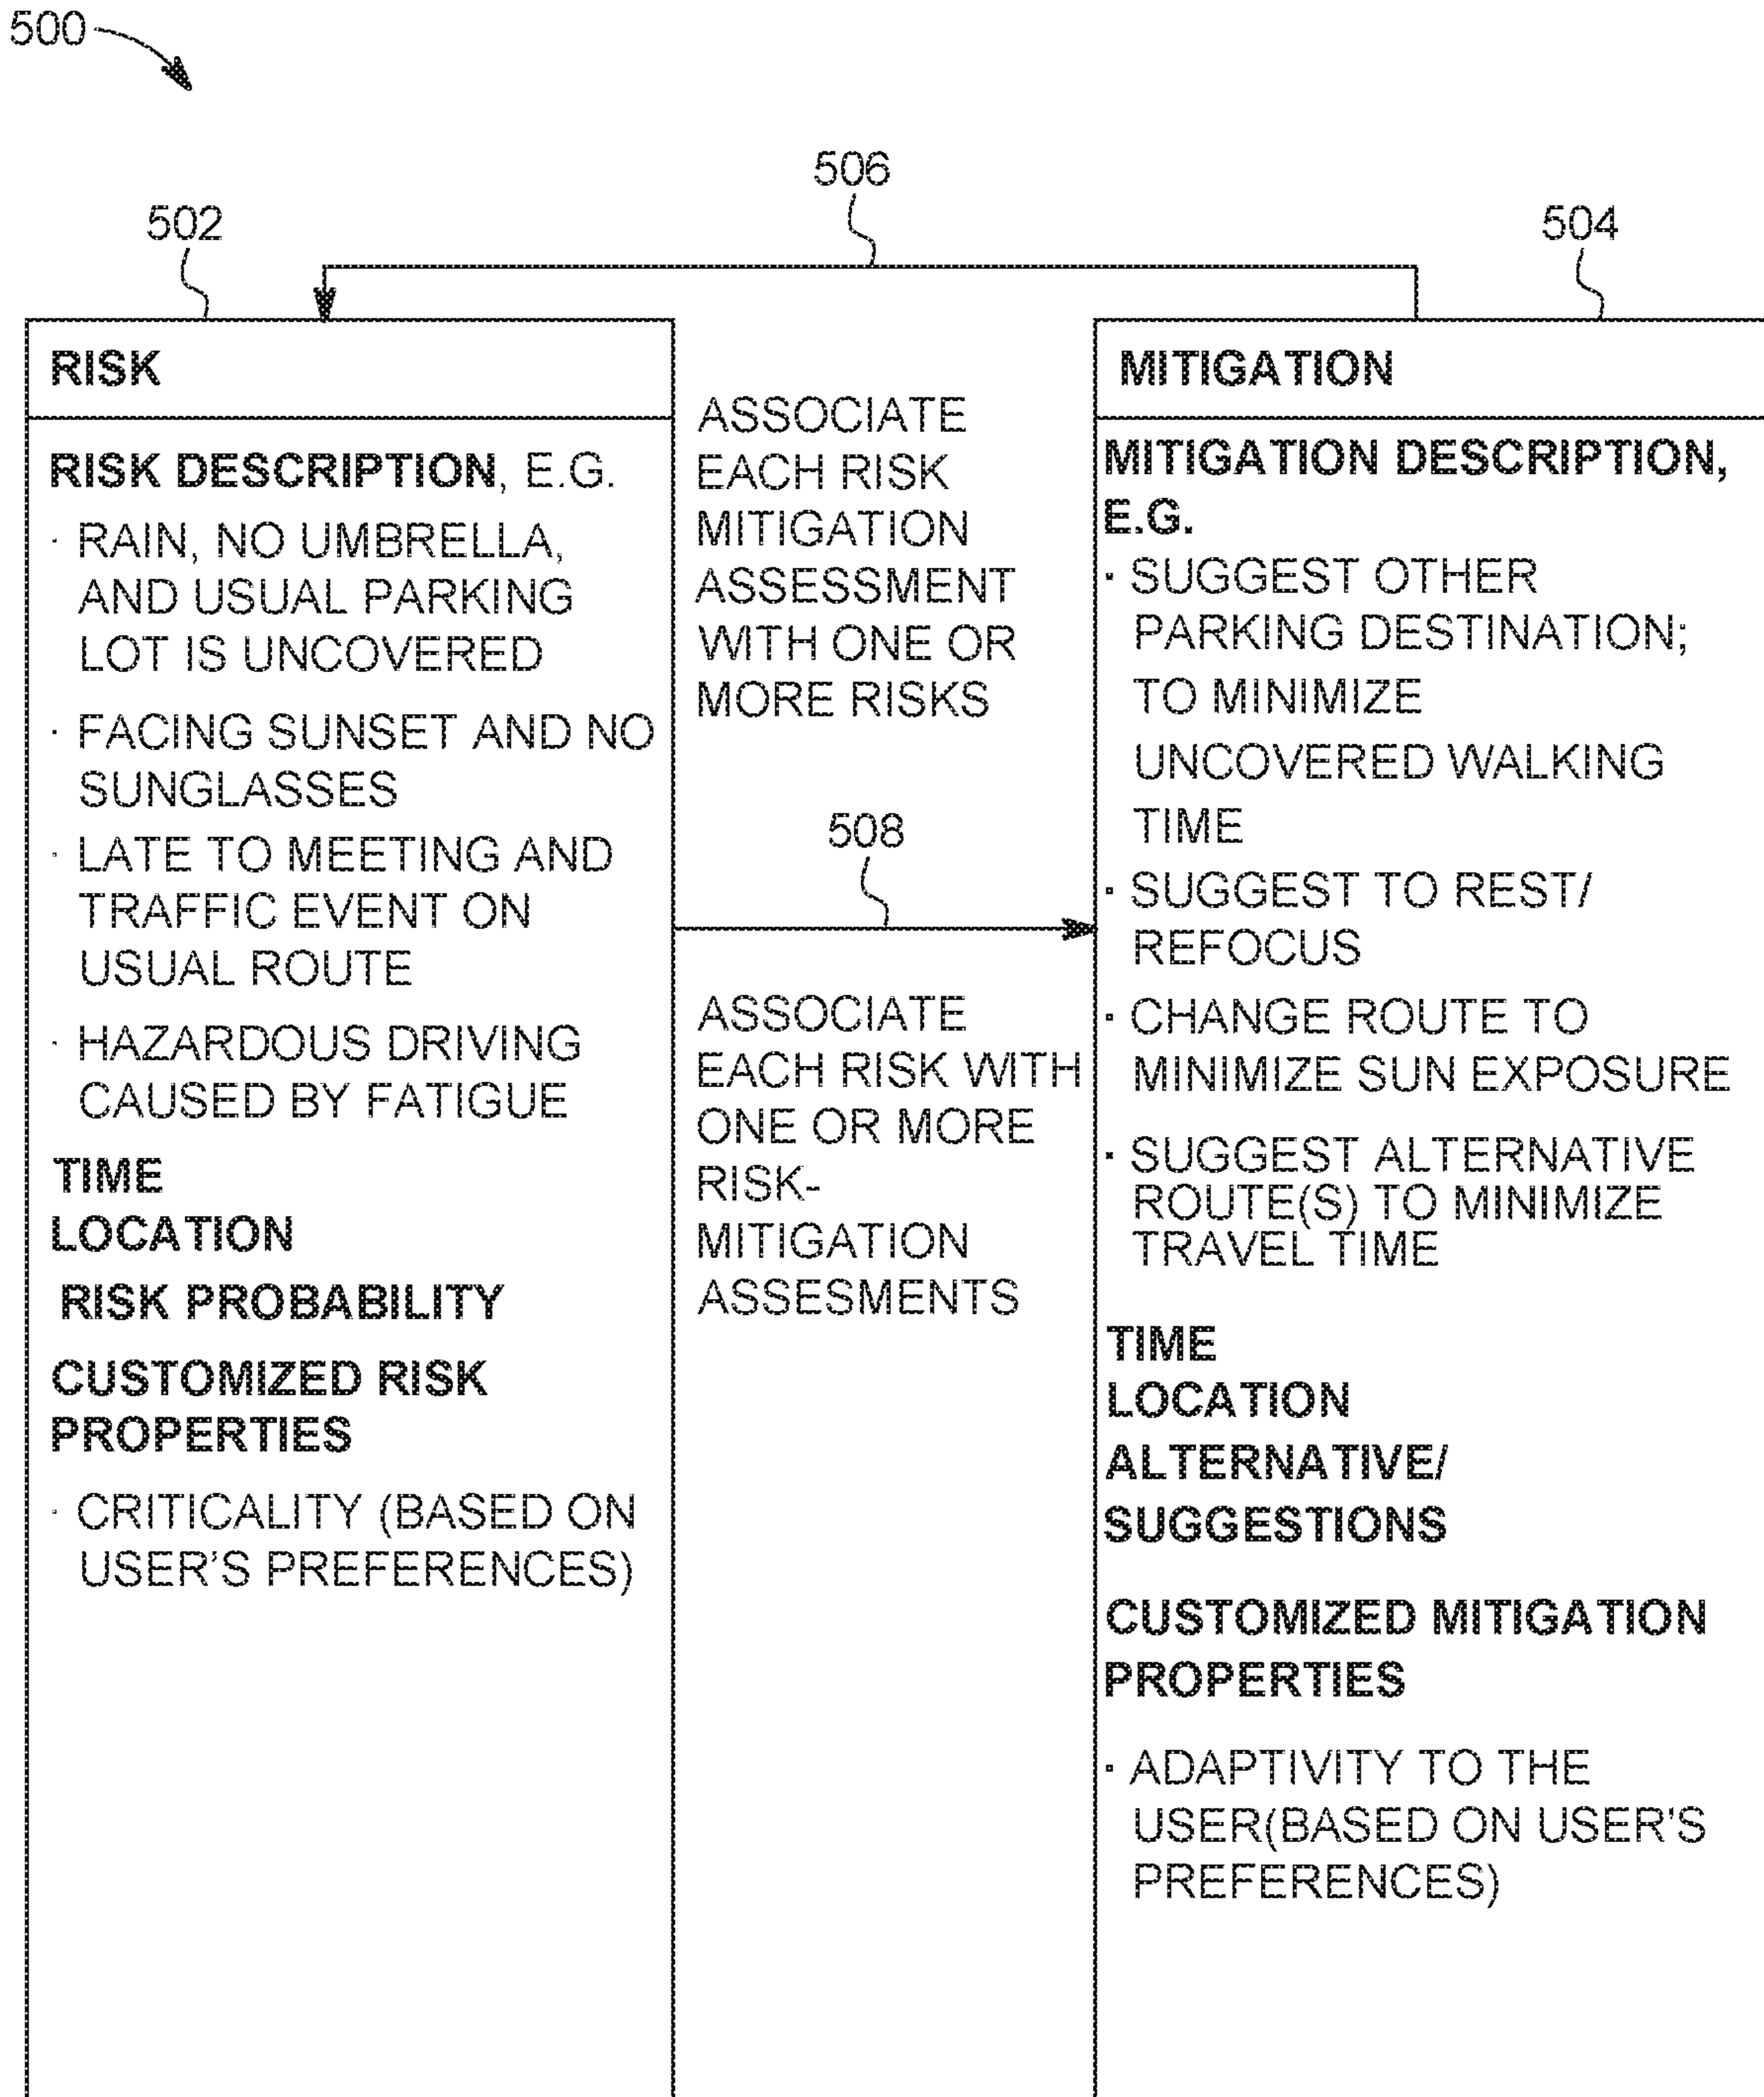 500
506
502
504
RISK
RISK DESCRIPTION, E.G.
· RAIN, NO UMBRELLA,
AND USUAL PARKING
LOT IS UNCOVERED
· FACING SUNSET AND NO
SUNGLASSES
· LATE TO MEETING AND
TRAFFIC EVENT ON
USUAL ROUTE
· HAZARDOUS DRIVING
CAUSED BY FATIGUE
TIME
LOCATION
RISK PROBABILITY
CUSTOMIZED RISK
PROPERTIES
· CRITICALITY (BASED ON
USER'S PREFERENCES)
ASSOCIATE
EACH RISK
MITIGATION
ASSESSMENT
WITH ONE OR
MORE RISKS
508
ASSOCIATE
EACH RISK WITH
ONE OR MORE
RISK-
MITIGATION
ASSESMENTS
MITIGATION
MITIGATION DESCRIPTION,
E.G.
· SUGGEST OTHER
PARKING DESTINATION;
TO MINIMIZE
UNCOVERED WALKING
TIME
· SUGGEST TO REST/
REFOCUS
· CHANGE ROUTE TO
MINIMIZE SUN EXPOSURE
· SUGGEST ALTERNATIVE
ROUTE(S) TO MINIMIZE
TRAVEL TIME
TIME
LOCATION
ALTERNATIVE/
SUGGESTIONS
CUSTOMIZED MITIGATION
PROPERTIES
· ADAPTIVITY TO THE
USER(BASED ON USER'S
PREFERENCES)